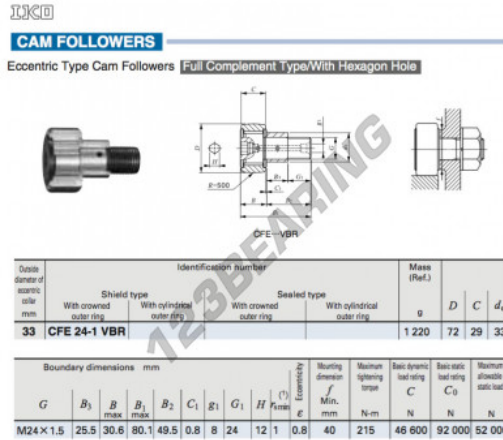 IKO
CAM FOLLOWERS
Eccentric Type Cam Followers Full Complement Type/With Hexagon Hole
C
D
H
R=500
B
CFE···VBR
123BEARING
Outside diameter of eccentric collar mm
Identification number
Mass (Ref.) g
Shield type
Sealed type
With crowned outer ring
With cylindrical outer ring
With crowned outer ring
With cylindrical outer ring
D C
33 CFE 24-1 VBR 1 220 72 29 33
Boundary dimensions mm
Eccentricity ε
Mounting dimension f Min. mm
Maximum tightening torque N-m
Basic dynamic load rating C N
Basic static load rating C0 N
Maximum allowable static load N
G B3 B max B1 max B2 C1 g1 G1 H rs min (1)
M24×1.5 25.5 30.6 80.1 49.5 0.8 8 24 12 1 0.8 40 215 46 600 92 000 52 00